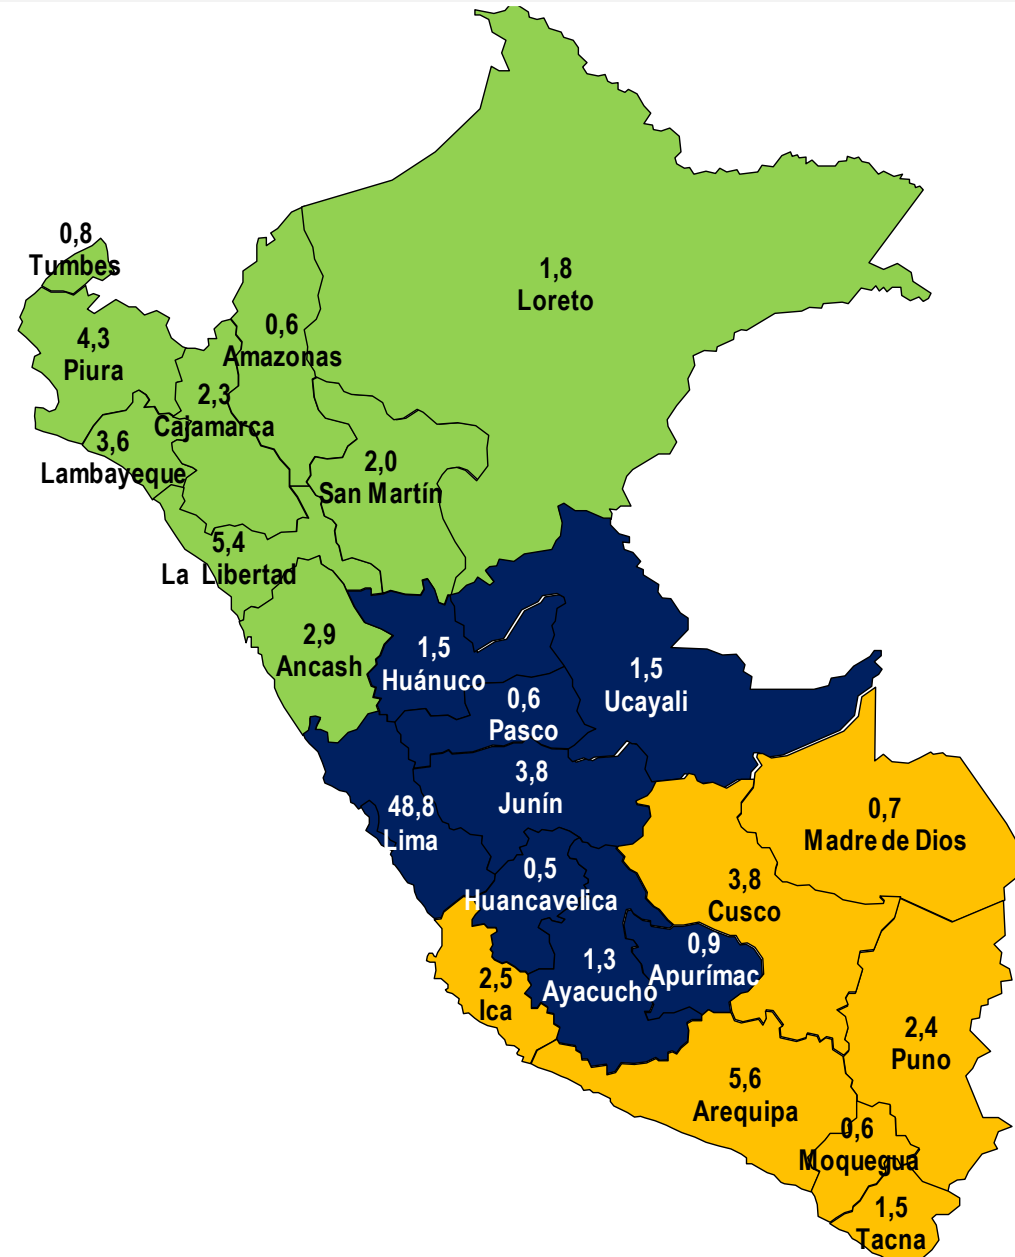 0,8
Tumbes
1,8
Loreto
4,3
Piura
0,6
Amazonas
2,3
Cajamarca
3,6
Lambayeque
2,0
San Martín
5,4
La Libertad
2,9
Ancash
1,5
Huánuco
1,5
Ucayali
0,6
Pasco
3,8
Junín
48,8
Lima
0,7
Madre de Dios
0,5
Huancavelica
3,8
Cusco
0,9
Apurímac
1,3
Ayacucho
2,5
Ica
2,4
Puno
5,6
Arequipa
0,6
Moquegua
1,5
Tacna